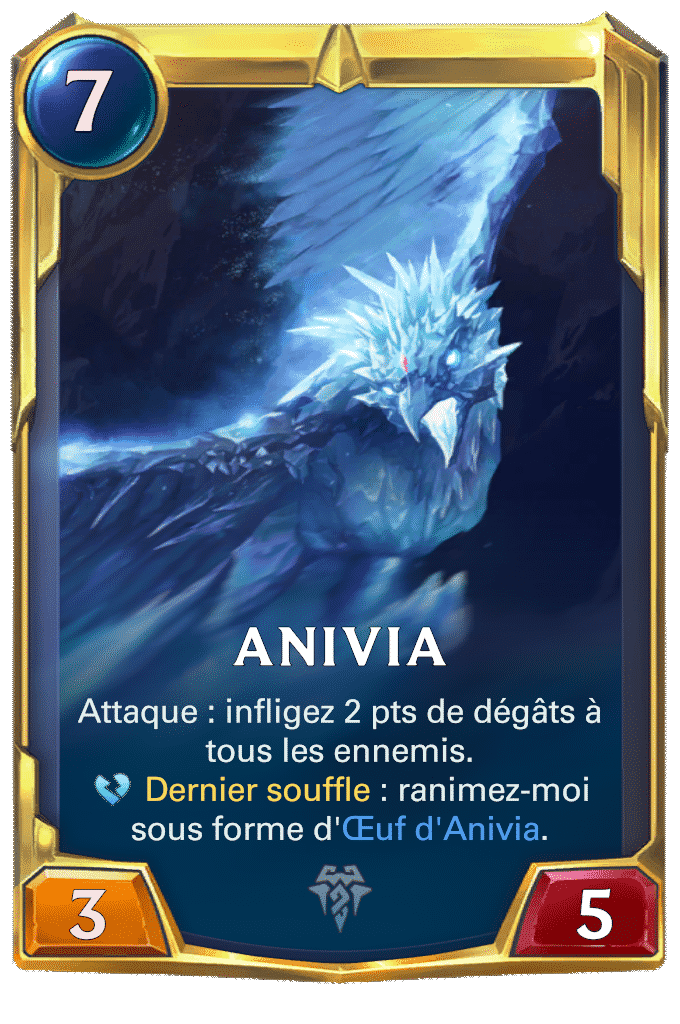 7
ANIVIA
Attaque : infligez 2 pts de dégâts à
tous les ennemis.
Dernier souffle : ranimez-moi
sous forme d'Œuf d'Anivia.
3
5